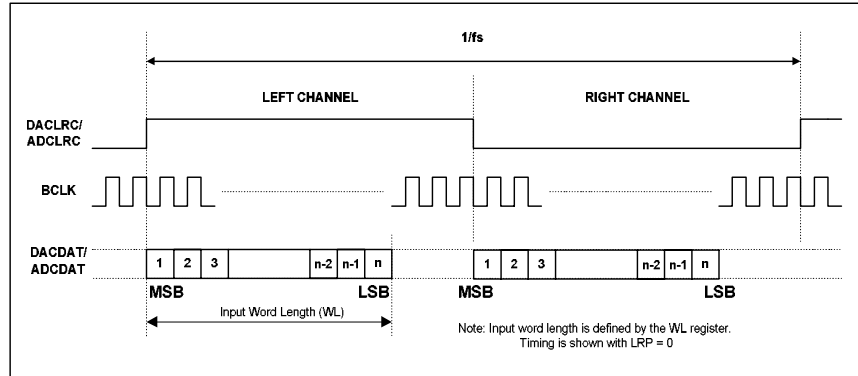 1/fs
LEFT CHANNEL
RIGHT CHANNEL
DACLRC/
ADCLRC
BCLK
DACDAT/
ADCDAT
1 2 3 n-2 n-1 n
1 2 3 n-2 n-1 n
MSB
LSB
MSB
LSB
Input Word Length (WL)
Note: Input word length is defined by the WL register.
Timing is shown with LRP = 0